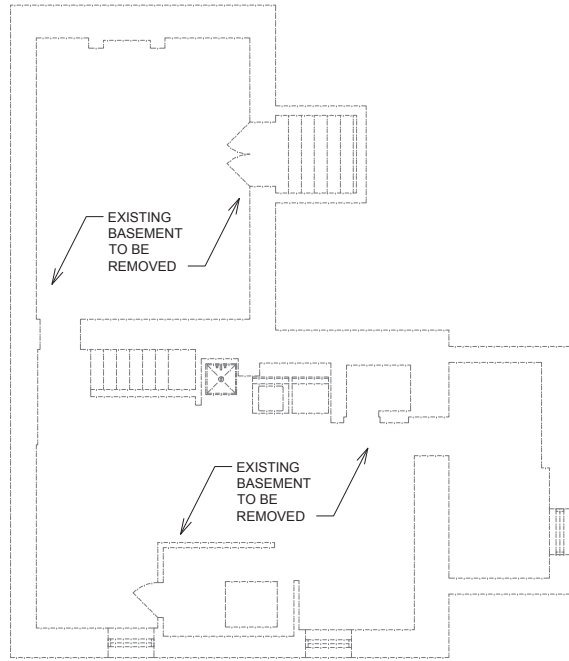 EXISTING
BASEMENT
TO BE
REMOVED
EXISTING
BASEMENT
TO BE
REMOVED